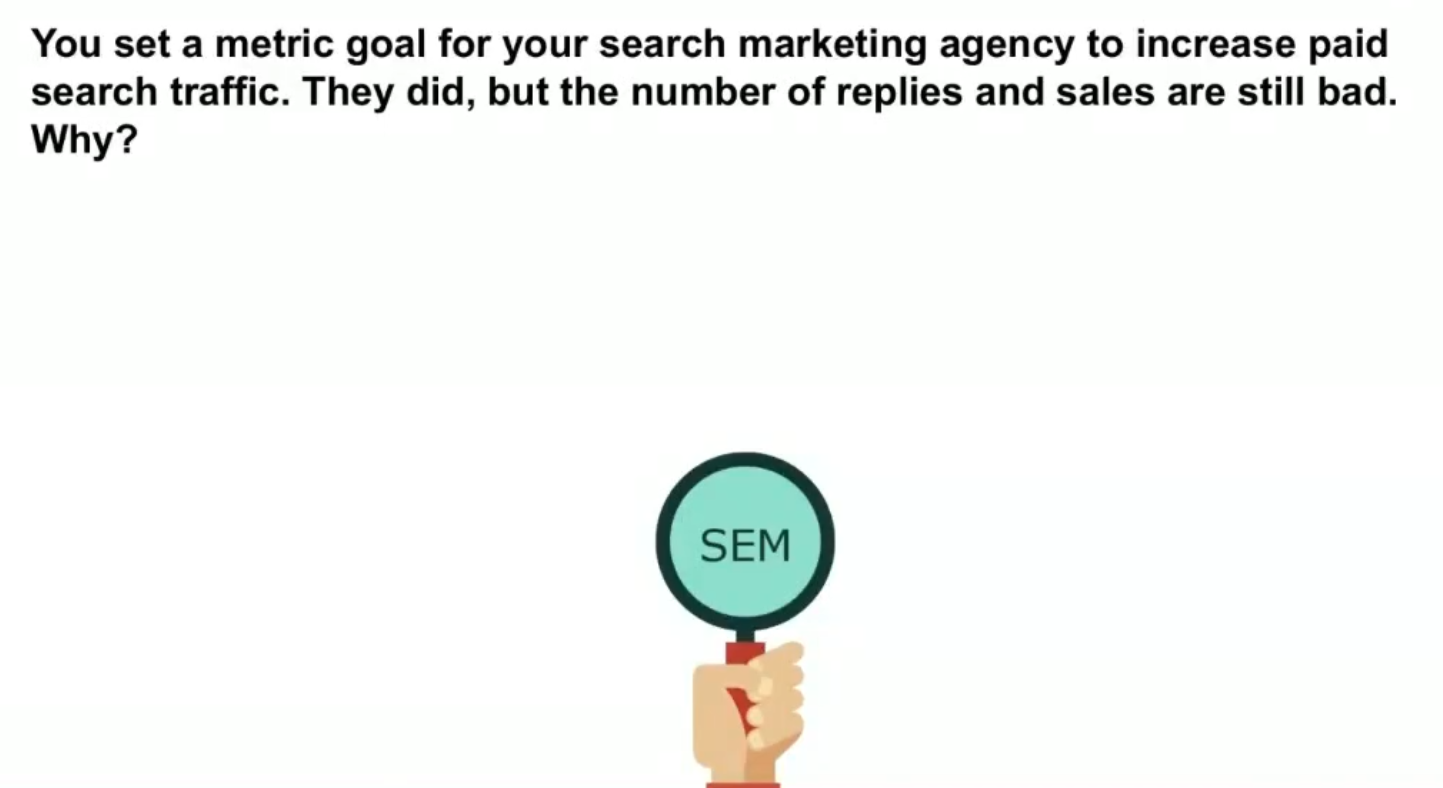 You set a metric goal for your search marketing agency to increase paid
search traffic. They did, but the number of replies and sales are still bad.
Why?
SEM